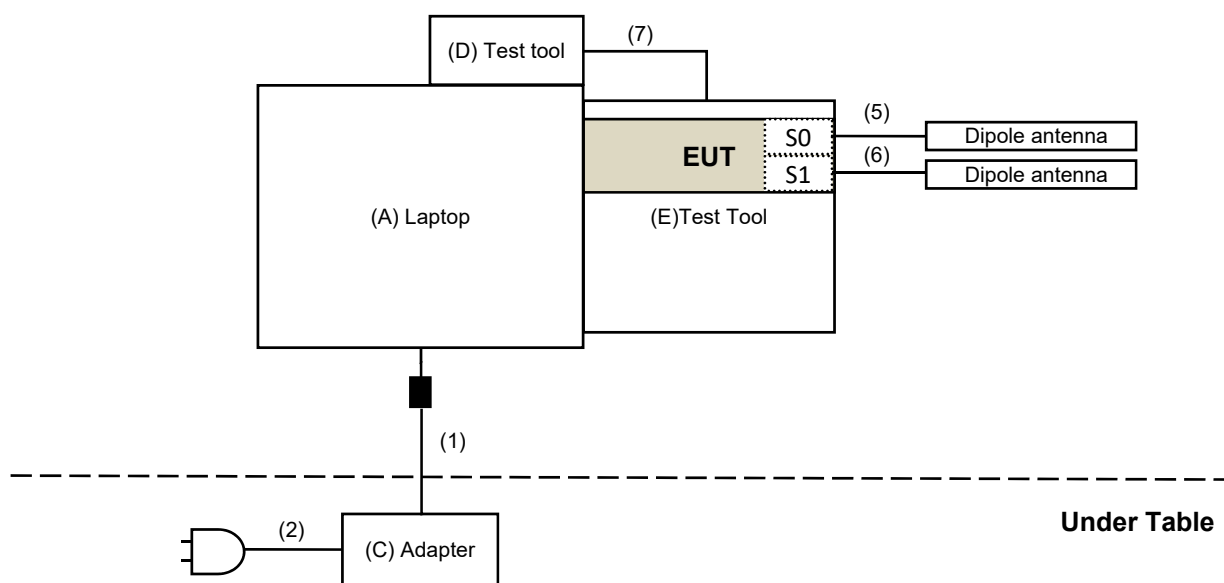 (D) Test tool
(7)
(5)
S0
Dipole antenna
EUT
(6)
S1
Dipole antenna
(A) Laptop
(E)Test Tool
(1)
Under Table
(2)
(C) Adapter